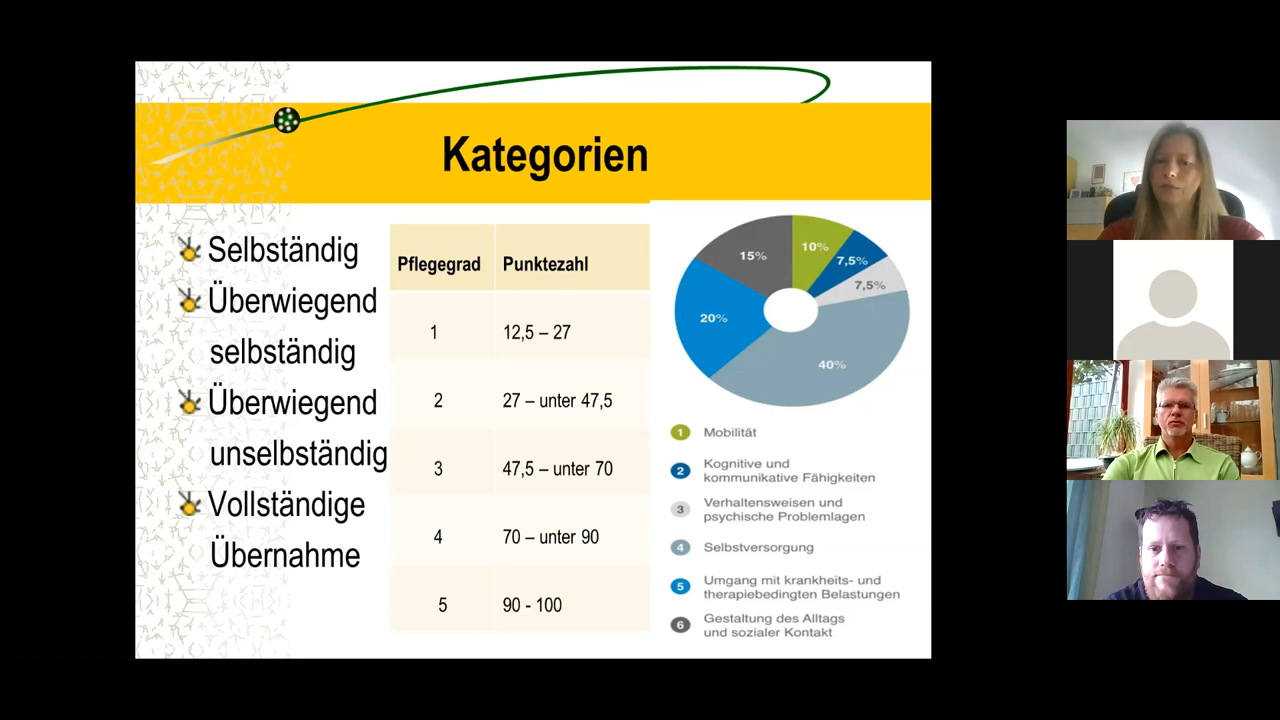 Kategorien
Selbständig
Überwiegend
selbständig
Überwiegend
unselbständig
Vollständige
Übernahme
Pflegegrad Punktezahl
1 12,5 – 27
2 27 – unter 47,5
3 47,5 – unter 70
4 70 – unter 90
5 90 - 100
10%
7,5%
7,5%
40%
20%
15%
1 Mobilität
2 Kognitive und
kommunikative Fähigkeiten
3 Verhaltensweisen und
psychische Problemlagen
4 Selbstversorgung
5 Umgang mit krankheits- und
therapiebedingten Belastungen
6 Gestaltung des Alltags
und sozialer Kontakt